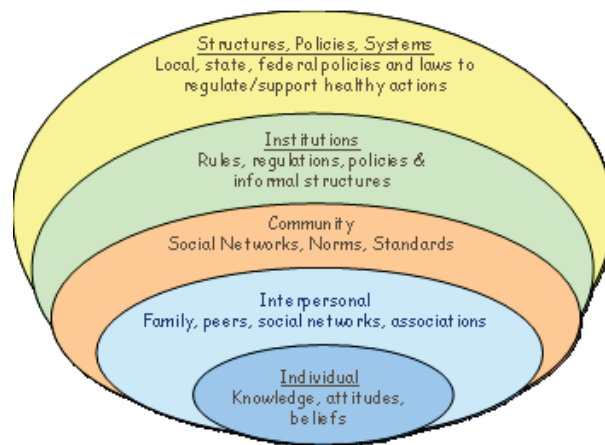 Structures, Policies, Systems
Local, state, federal policies and laws to
regulate/support healthy actions
Institutions
Rules, regulations, policies &
informal structures
Community
Social Networks, Norms, Standards
Interpersonal
Family, peers, social networks, associations
Individual
Knowledge, attitudes,
beliefs